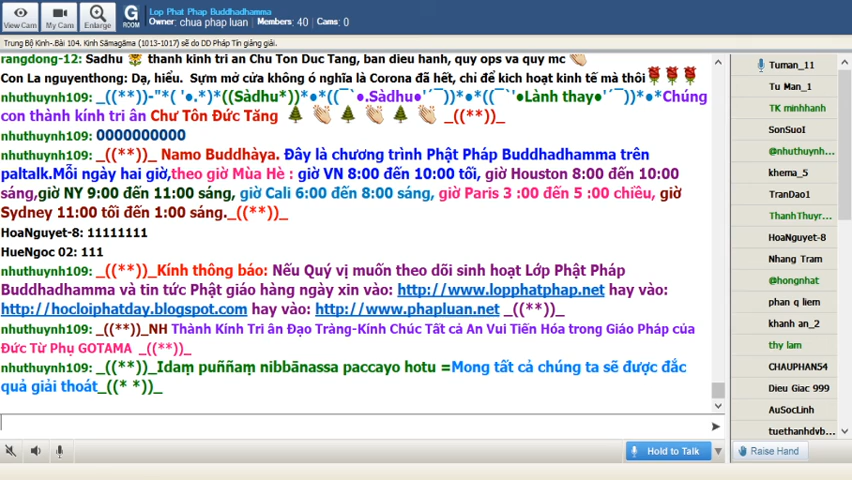 View Cam
My Cam
Enlarge
G
ROOM
Lop Phat Phap Buddhadhamma
Owner: chua phap luan Members: 40 Cams: 0
Trung Bộ Kinh-.Bài 104. Kinh Sāmagāma (1013-1017) sẽ do DD Pháp Tín giảng giải.
rangdong-12: Sadhu 🌻 thanh kinh tri an Chu Ton Duc Tang, ban dieu hanh, quy ops va quy mc 👏
Con La nguyenthong: Dạ, hiểu. Sựm mở cửa không ó nghĩa là Corona đã hết, chỉ để kich hoạt kinh tế mà thôi🌹🌹🌹
nhuthuynh109: _((**)-"*( '●.*)*((Sàdhu*))*●*((¯`●.Sàdhu●'´¯))*●*((¯`'●Lành thay●'´¯))*●*Chúng
con thành kính tri ân Chư Tôn Đức Tăng 🌲 👏 🌲 👏 🌲 👏 _((**))_
nhuthuynh109: 0000000000
nhuthuynh109: _((**))_ Namo Buddhàya. Đây là chương trình Phật Pháp Buddhadhamma trên
paltalk.Mỗi ngày hai giờ,theo giờ Mùa Hè : giờ VN 8:00 đến 10:00 tối, giờ Houston 8:00 đến 10:00
sáng,giờ NY 9:00 đến 11:00 sáng, giờ Cali 6:00 đến 8:00 sáng, giờ Paris 3 :00 đến 5 :00 chiều, giờ
Sydney 11:00 tối đến 1:00 sáng._((**))_
HoaNguyet-8: 11111111
HueNgoc 02: 111
nhuthuynh109: _((**))_Kính thông báo: Nếu Quý vị muốn theo dõi sinh hoạt Lớp Phật Pháp
Buddhadhamma và tin tức Phật giáo hàng ngày xin vào: http://www.lopphatphap.net hay vào:
http://hocloiphatday.blogspot.com hay vào: http://www.phapluan.net _((**))_
nhuthuynh109: _((**))_NH Thành Kính Tri ân Đạo Tràng-Kính Chúc Tất cả An Vui Tiến Hóa trong Giáo Pháp của
Đức Từ Phụ GOTAMA _((**))_
nhuthuynh109: _((**))_Idaṃ puññaṃ nibbānassa paccayo hotu =Mong tất cả chúng ta sẽ được đắc
quả giải thoát_((* *))_
Hold to Talk
Tuman_11
Tu Man_1
TK minhhanh
SonSuoI
@nhuthuynh...
khema_5
TranDao1
ThanhThuyr...
HoaNguyet-8
Nhang Tram
@hongnhat
phan q liem
khanh an_2
thy lam
CHAUPHAN54
Dieu Giac 999
AuSocLinh
tuethanhdvb...
Raise Hand